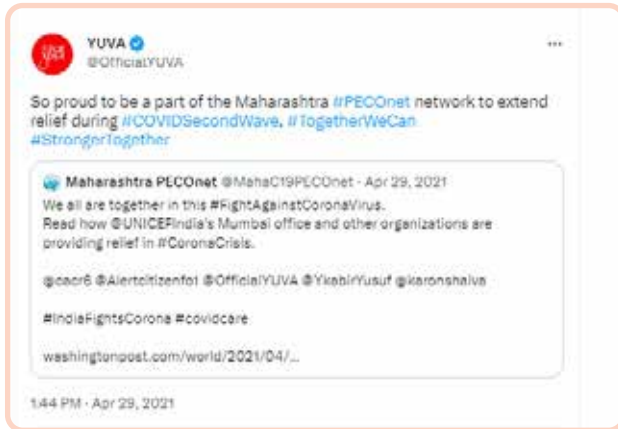 YUVA
@OfficialYUVA
So proud to be a part of the Maharashtra #PECOnet network to extend
relief during #COVIDSecondWave. #TogetherWeCan
#StrongerTogether
Maharashtra PECOnet @MahaC19PECOnet - Apr 29, 2021
We all are together in this #FightAgainstCoronaVirus.
Read how @UNICEFIndia's Mumbai office and other organizations are
providing relief in #CoronaCrisis.
@cacr6 @OfficialYUVA @YkabirYusuf @karonshaiva
#IndiaFightsCorona #covidcare
washingtonpost.com/world/2021/04/...
1:44 PM - Apr 29, 2021